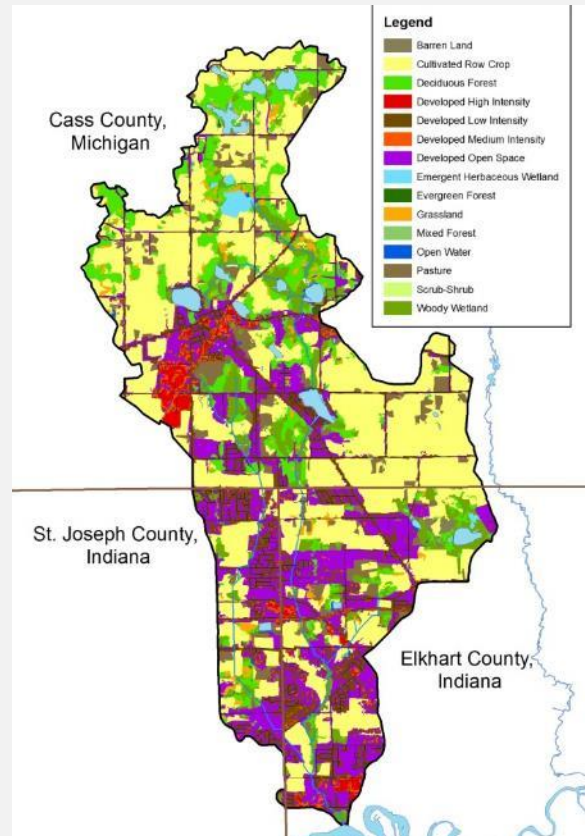 Legend
Barren Land
Cultivated Row Crop
Deciduous Forest
Developed High Intensity
Developed Low Intensity
Developed Medium Intensity
Developed Open Space
Emergent Herbaceous Wetland
Evergreen Forest
Grassland
Mixed Forest
Open Water
Pasture
Scrub-Shrub
Woody Wetland
Cass County,
Michigan
St. Joseph County,
Indiana
Elkhart County,
Indiana